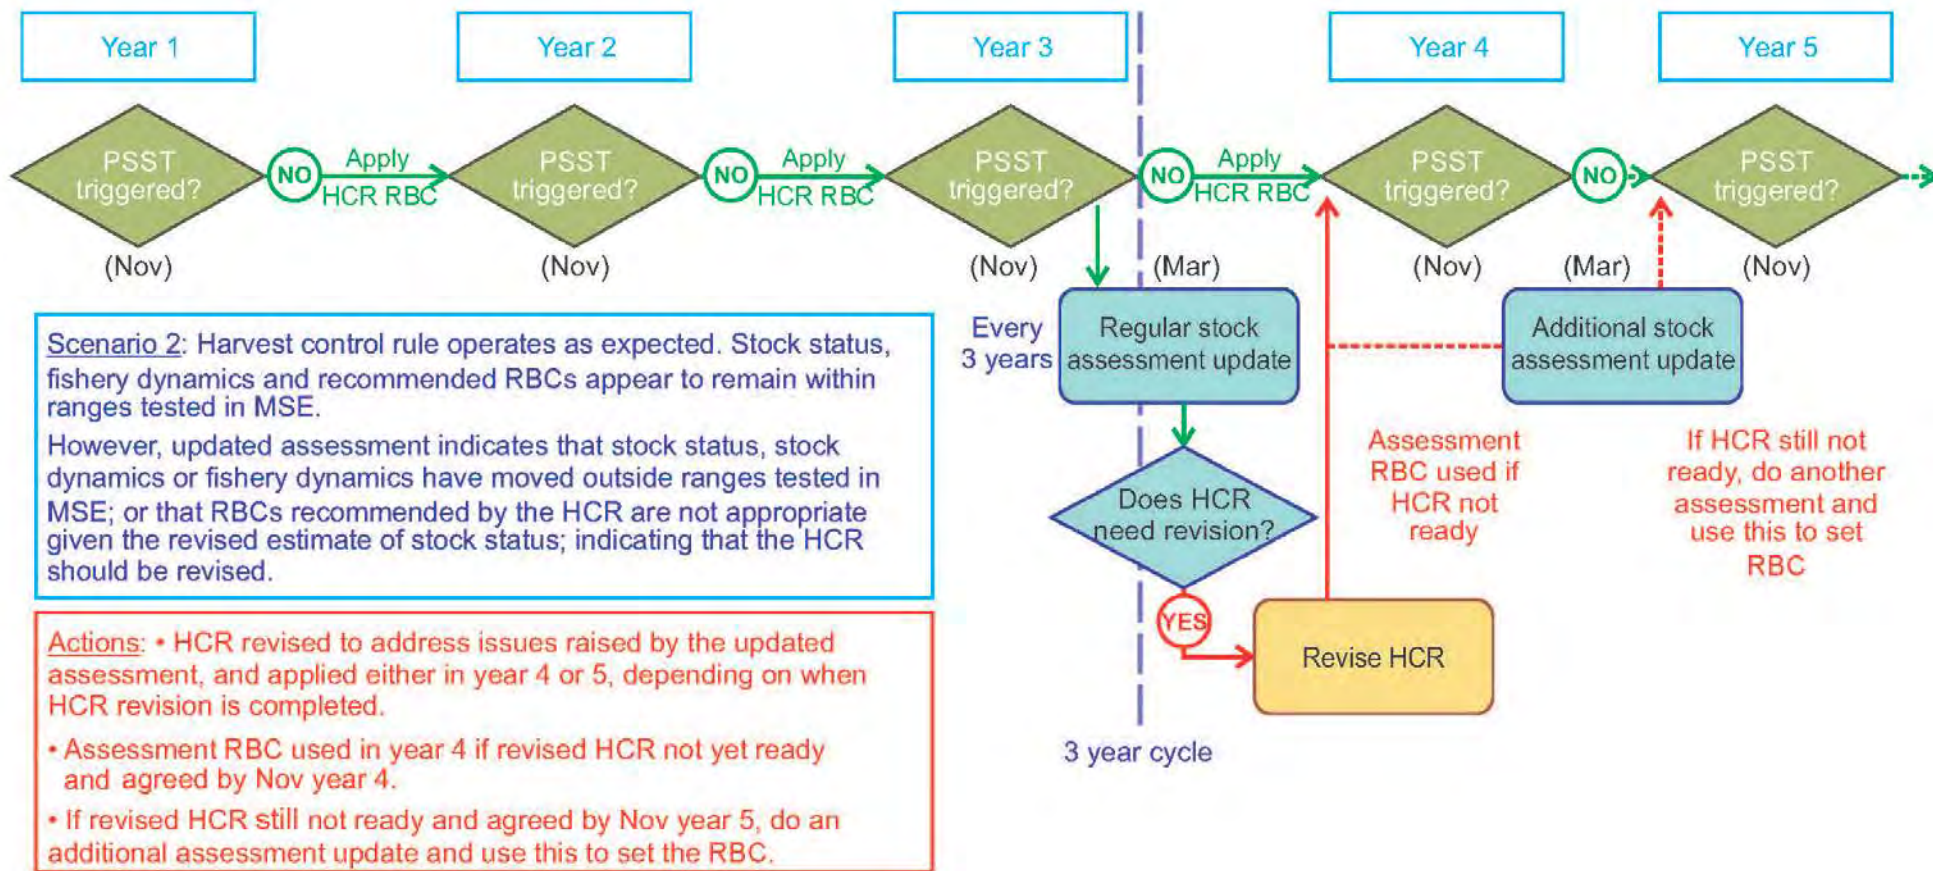 Year 1
Year 2
Year 3
Year 4
Year 5
PSST
triggered?
NO
Apply
HCR RBC
PSST
triggered?
NO
Apply
HCR RBC
PSST
triggered?
NO
Apply
HCR RBC
PSST
triggered?
NO
PSST
triggered?
(Nov)
(Nov)
(Nov)
(Mar)
(Nov)
(Mar)
(Nov)
Every
3 years
Regular stock
assessment update
Additional stock
assessment update
Does HCR
need revision?
YES
Revise HCR
Assessment
RBC used if
HCR not
ready
If HCR still not
ready, do another
assessment and
use this to set
RBC
3 year cycle
Scenario 2: Harvest control rule operates as expected. Stock status,
fishery dynamics and recommended RBCs appear to remain within
ranges tested in MSE.
However, updated assessment indicates that stock status, stock
dynamics or fishery dynamics have moved outside ranges tested in
MSE; or that RBCs recommended by the HCR are not appropriate
given the revised estimate of stock status; indicating that the HCR
should be revised.
Actions: • HCR revised to address issues raised by the updated
assessment, and applied either in year 4 or 5, depending on when
HCR revision is completed.
• Assessment RBC used in year 4 if revised HCR not yet ready
and agreed by Nov year 4.
• If revised HCR still not ready and agreed by Nov year 5, do an
additional assessment update and use this to set the RBC.